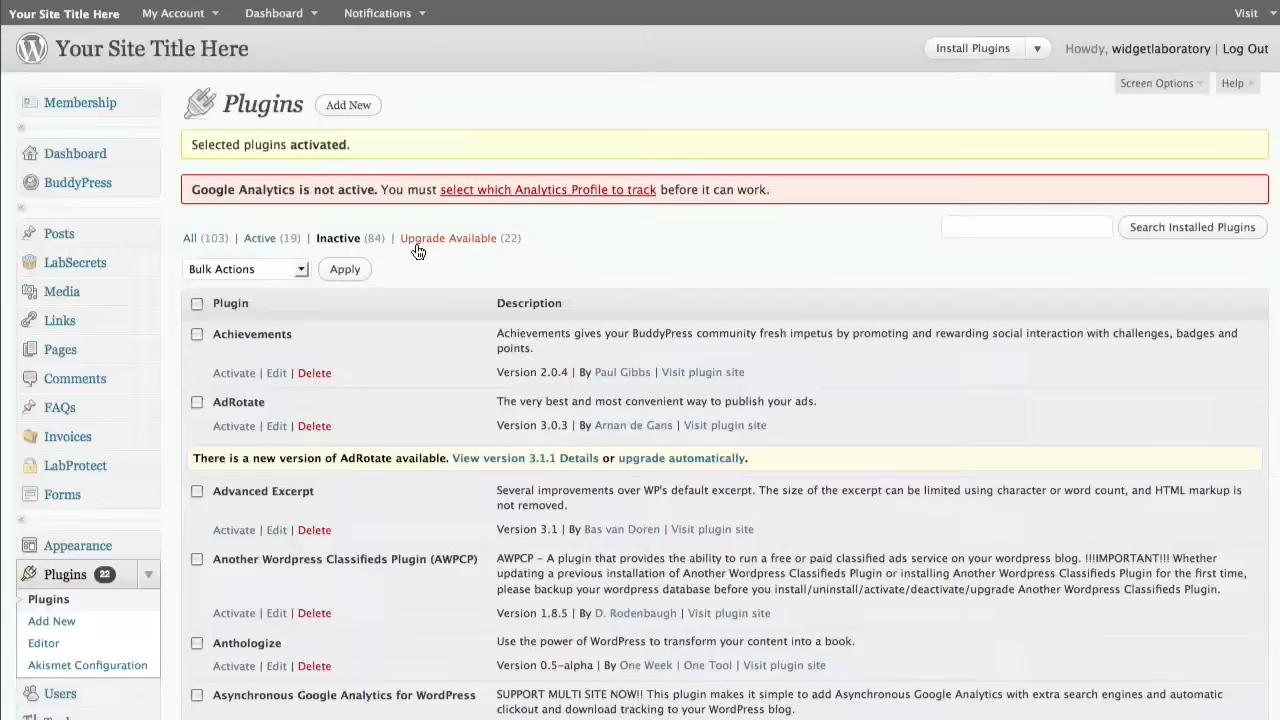 Your Site Title Here My Account Dashboard Notifications Visit
Your Site Title Here Install Plugins Howdy, widgetlaboratory | Log Out
Screen Options Help
Membership
Dashboard
BuddyPress
Posts
LabSecrets
Media
Links
Pages
Comments
FAQs
Invoices
LabProtect
Forms
Appearance
Plugins 22
Plugins
Add New
Editor
Akismet Configuration
Users
Plugins Add New
Selected plugins activated.
Google Analytics is not active. You must select which Analytics Profile to track before it can work.
All (103) | Active (19) | Inactive (84) | Upgrade Available (22)
Search Installed Plugins
Bulk Actions Apply
Plugin Description
Achievements Achievements gives your BuddyPress community fresh impetus by promoting and rewarding social interaction with challenges, badges and
points.
Activate | Edit | Delete Version 2.0.4 | By Paul Gibbs | Visit plugin site
AdRotate The very best and most convenient way to publish your ads.
Activate | Edit | Delete Version 3.0.3 | By Arnan de Gans | Visit plugin site
There is a new version of AdRotate available. View version 3.1.1 Details or upgrade automatically.
Advanced Excerpt Several improvements over WP's default excerpt. The size of the excerpt can be limited using character or word count, and HTML markup is
not removed.
Activate | Edit | Delete Version 3.1 | By Bas van Doren | Visit plugin site
Another Wordpress Classifieds Plugin (AWPCP) AWPCP – A plugin that provides the ability to run a free or paid classified ads service on your wordpress blog. !!!IMPORTANT!!! Whether
updating a previous installation of Another Wordpress Classifieds Plugin or installing Another Wordpress Classifieds Plugin for the first time,
please backup your wordpress database before you install/uninstall/activate/deactivate/upgrade Another Wordpress Classifieds Plugin.
Activate | Edit | Delete Version 1.8.5 | By D. Rodenbaugh | Visit plugin site
Anthologize Use the power of WordPress to transform your content into a book.
Activate | Edit | Delete Version 0.5-alpha | By One Week | One Tool | Visit plugin site
Asynchronous Google Analytics for WordPress SUPPORT MULTI SITE NOW!! This plugin makes it simple to add Asynchronous Google Analytics with extra search engines and automatic
clickout and download tracking to your WordPress blog.